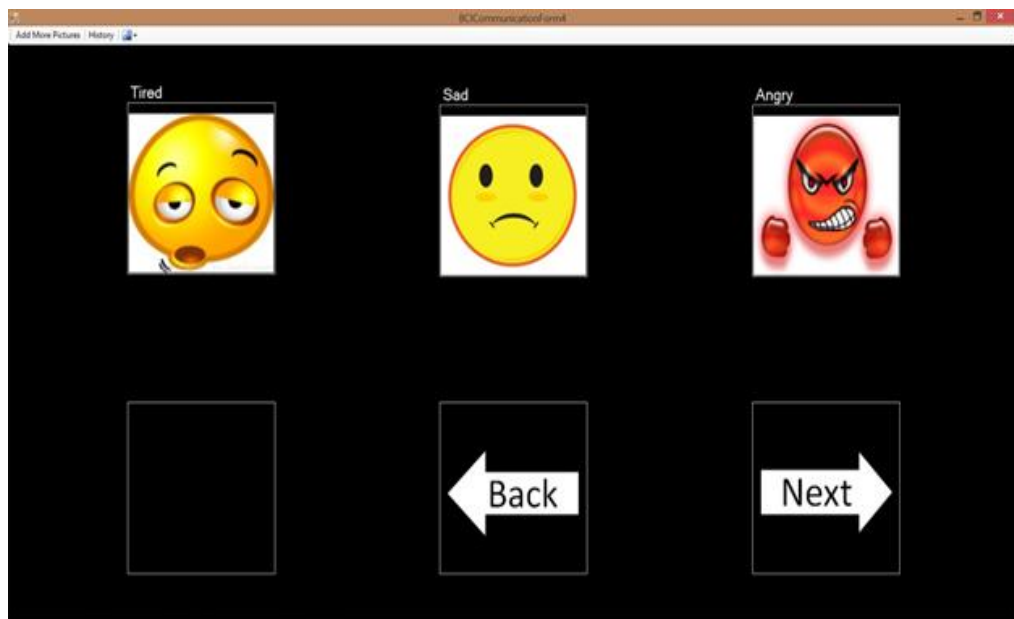 BCICommunicationForm4
Add More Pictures History
Tired Sad Angry
Back Next